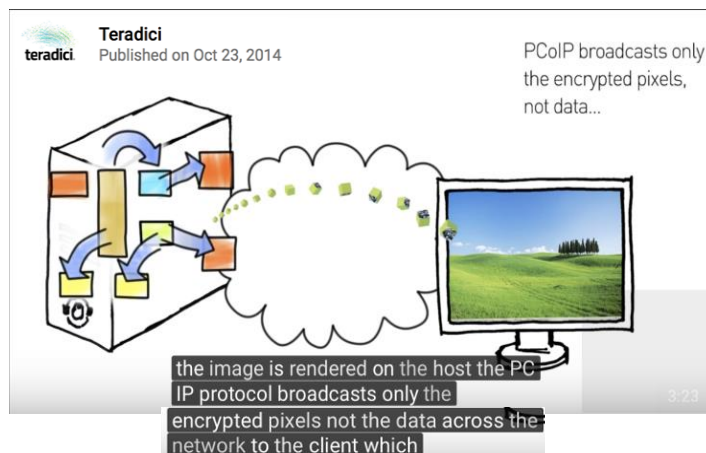 teradici
Teradici
Published on Oct 23, 2014
PCoIP broadcasts only
the encrypted pixels,
not data...
the image is rendered on the host the PC
IP protocol broadcasts only the
encrypted pixels not the data across the
network to the client which
3:23